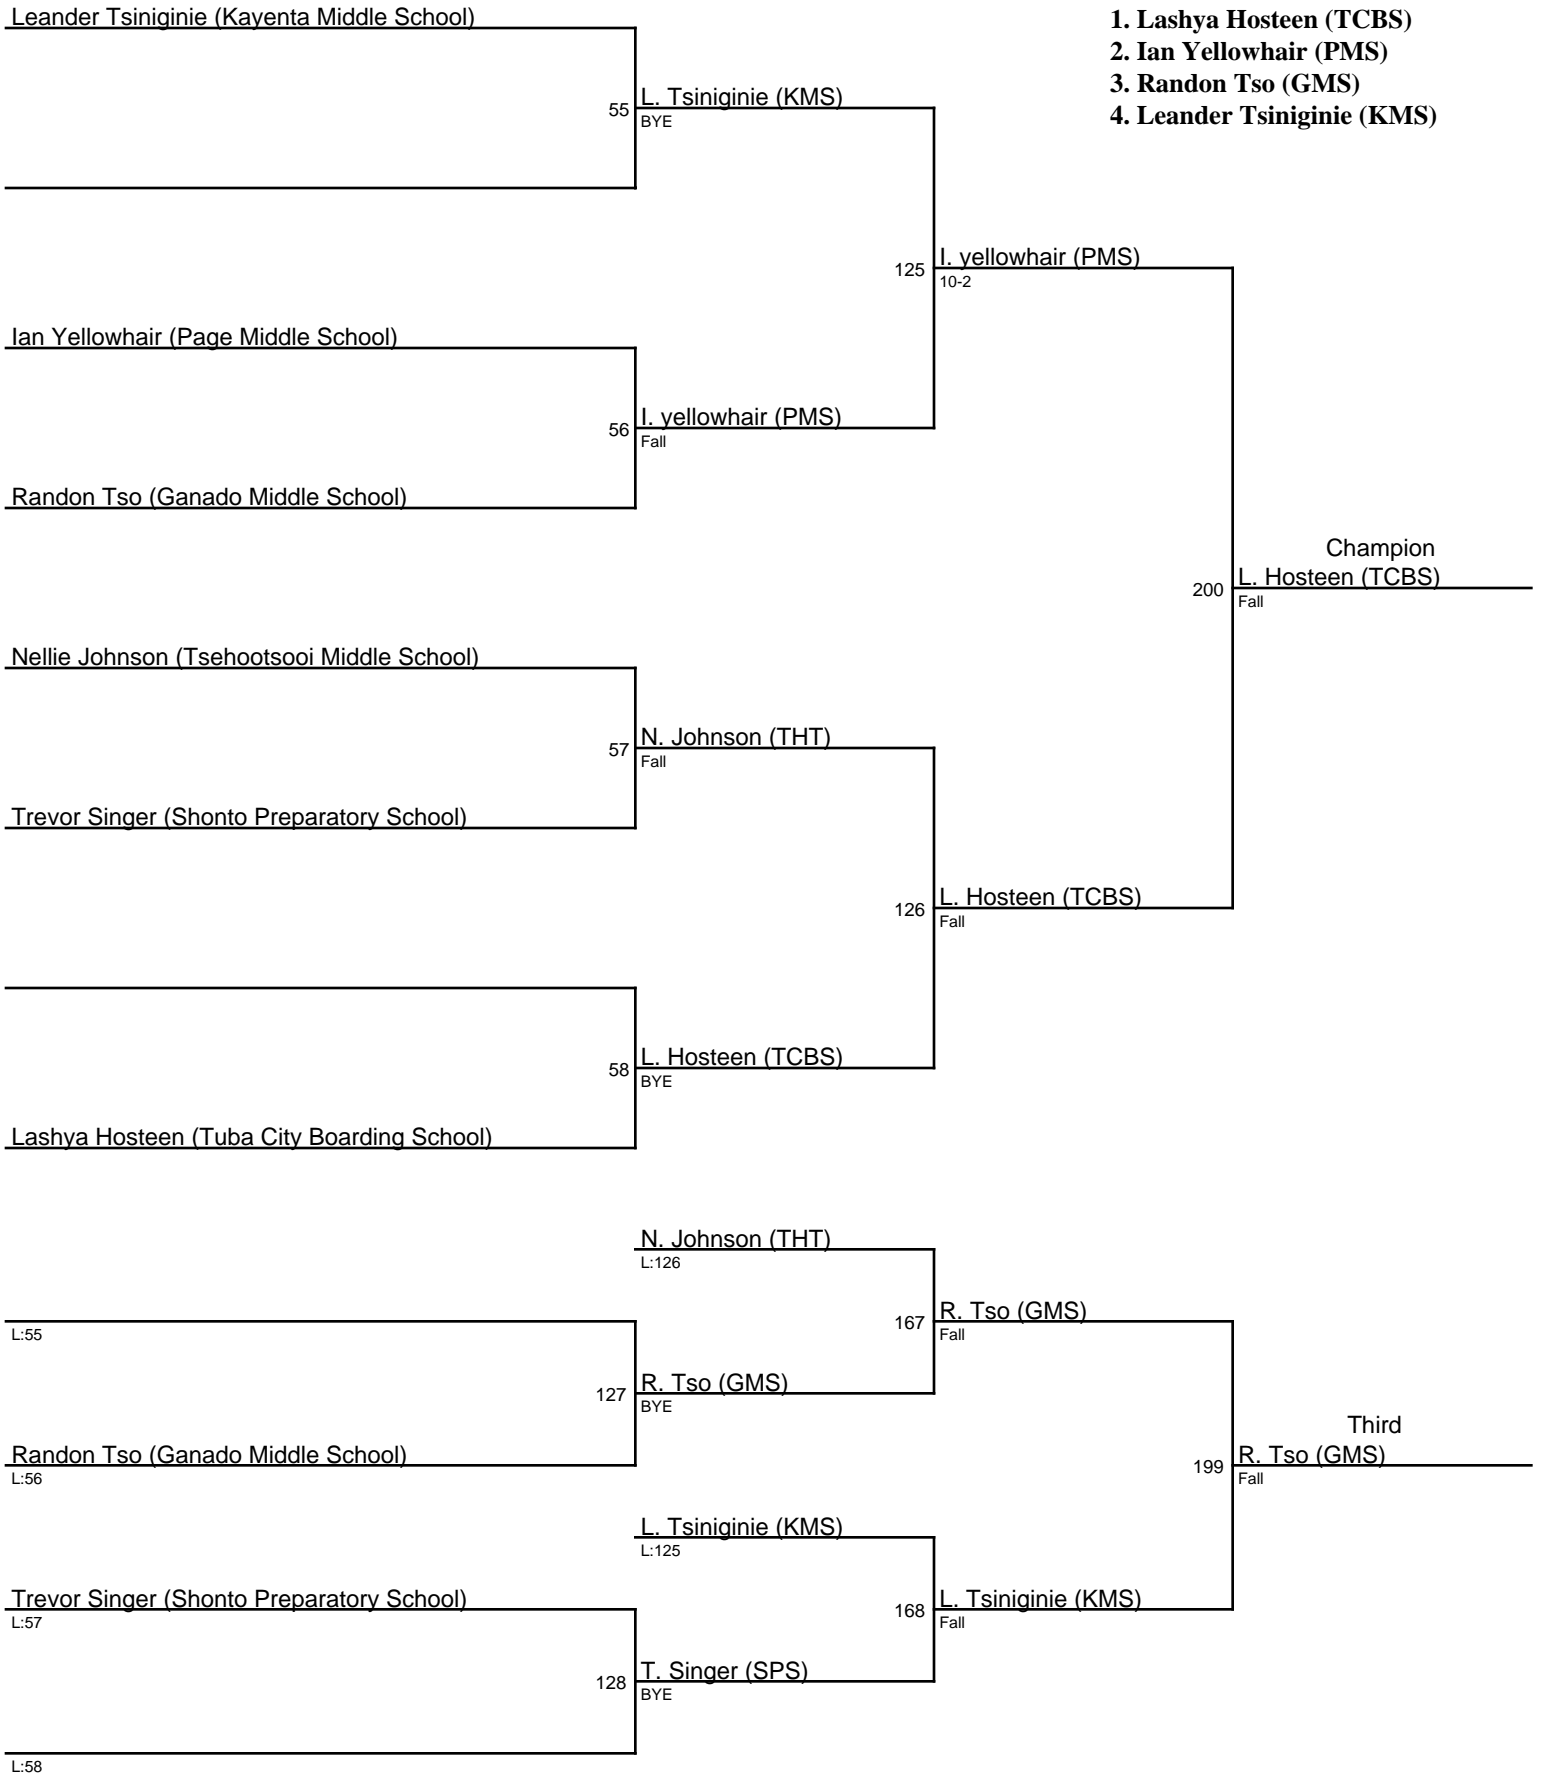 Leander Tsiniginie (Kayenta Middle School)
1. Lashya Hosteen (TCBS)
2. Ian Yellowhair (PMS)
3. Randon Tso (GMS)
4. Leander Tsiniginie (KMS)
55
L. Tsiniginie (KMS)
BYE
125
I. yellowhair (PMS)
10-2
Ian Yellowhair (Page Middle School)
56
I. yellowhair (PMS)
Fall
Randon Tso (Ganado Middle School)
Champion
200
L. Hosteen (TCBS)
Fall
Nellie Johnson (Tsehootsooi Middle School)
57
N. Johnson (THT)
Fall
Trevor Singer (Shonto Preparatory School)
126
L. Hosteen (TCBS)
Fall
58
L. Hosteen (TCBS)
BYE
Lashya Hosteen (Tuba City Boarding School)
N. Johnson (THT)
L:126
167
R. Tso (GMS)
Fall
L:55
127
R. Tso (GMS)
BYE
Randon Tso (Ganado Middle School)
L:56
Third
199
R. Tso (GMS)
Fall
L. Tsiniginie (KMS)
L:125
Trevor Singer (Shonto Preparatory School)
L:57
168
L. Tsiniginie (KMS)
Fall
128
T. Singer (SPS)
BYE
L:58